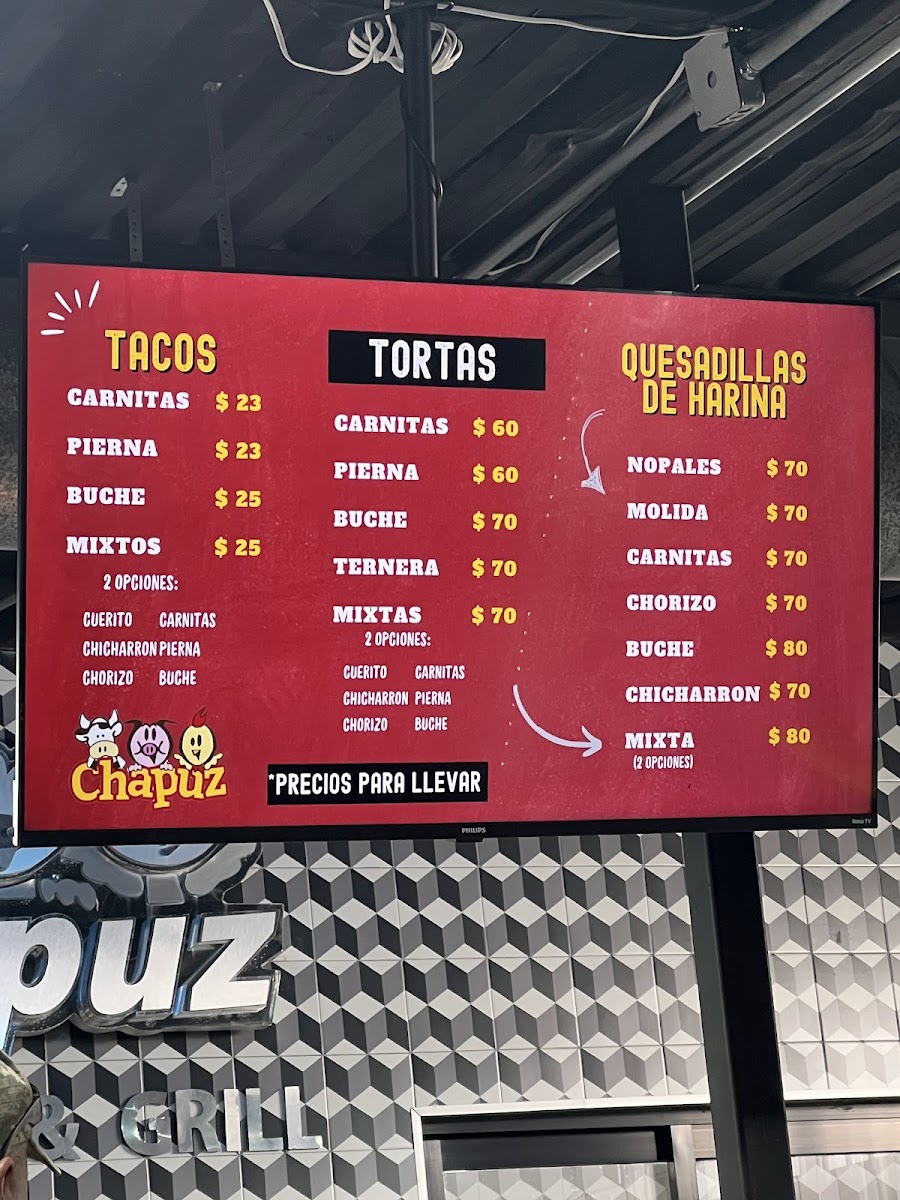 TACOS
CARNITAS $ 23
PIERNA $ 23
BUCHE $ 25
MIXTOS $ 25
2 OPCIONES:
CUERITO CARNITAS
CHICHARRON PIERNA
CHORIZO BUCHE
Chapuz
TORTAS
CARNITAS $ 60
PIERNA $ 60
BUCHE $ 70
TERNERA $ 70
MIXTAS $ 70
2 OPCIONES:
CUERITO CARNITAS
CHICHARRON PIERNA
CHORIZO BUCHE
*PRECIOS PARA LLEVAR
QUESADILLAS
DE HARINA
NOPALES $ 70
MOLIDA $ 70
CARNITAS $ 70
CHORIZO $ 70
BUCHE $ 80
CHICHARRON $ 70
MIXTA $ 80
(2 OPCIONES)
PHILIPS
Roku TV
puz
& GRILL